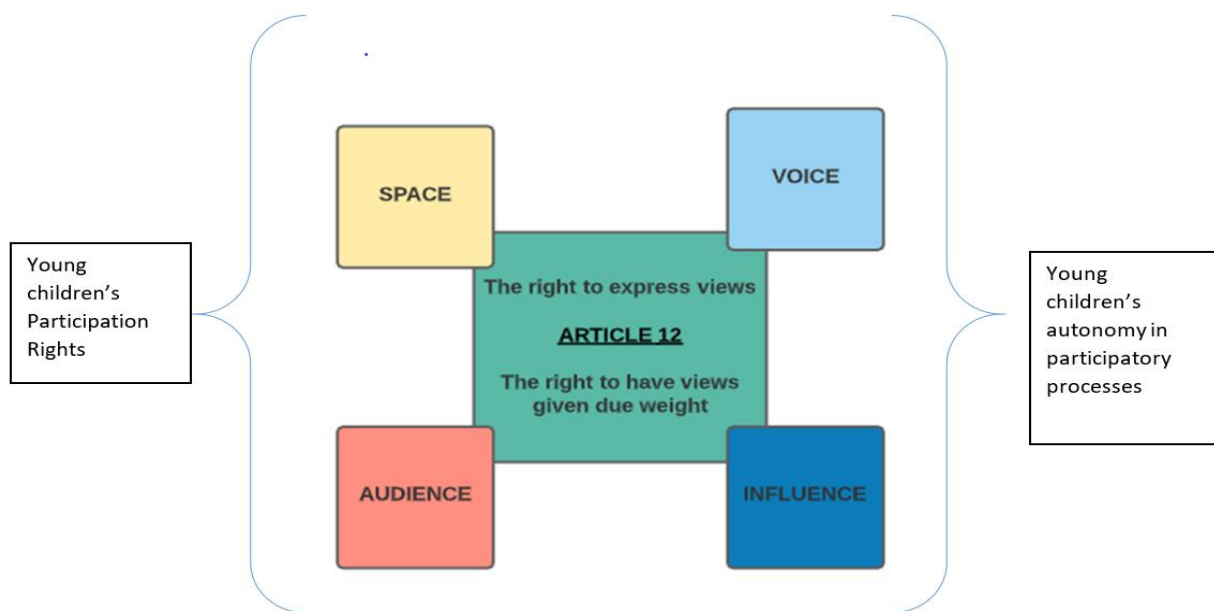 SPACE
VOICE
Young
children’s
Participation
Rights
The right to express views
ARTICLE 12
The right to have views
given due weight
Young
children’s
autonomy in
participatory
processes
AUDIENCE
INFLUENCE